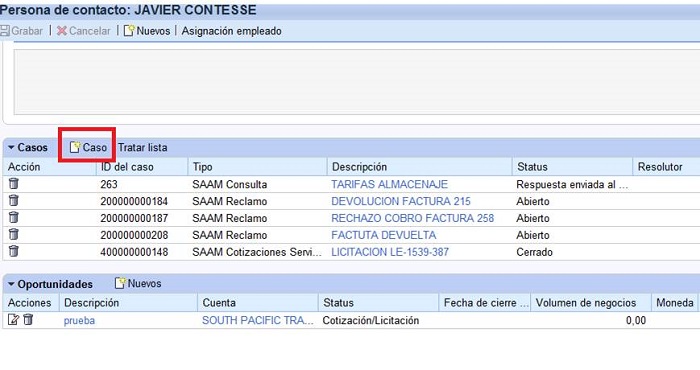 Persona de contacto: JAVIER CONTESSE
Grabar | Cancelar | Nuevos | Asignación empleado
Casos Caso Tratar lista
Acción ID del caso Tipo Descripción Status Resolutor
263 SAAM Consulta TARIFAS ALMACENAJE Respuesta enviada al ...
200000000184 SAAM Reclamo DEVOLUCION FACTURA 215 Abierto
200000000187 SAAM Reclamo RECHAZO COBRO FACTURA 258 Abierto
200000000208 SAAM Reclamo FACTUTA DEVUELTA Abierto
400000000148 SAAM Cotizaciones Servi... LICITACION LE-1539-387 Cerrado
Oportunidades Nuevos
Acciones Descripción Cuenta Status Fecha de cierre ... Volumen de negocios Moneda
prueba SOUTH PACIFIC TRA... Cotización/Licitación 0,00